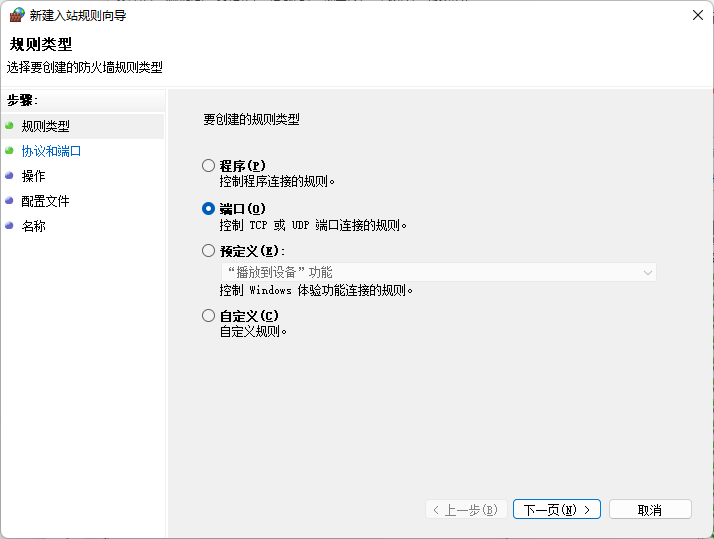 新建入站规则向导
规则类型
选择要创建的防火墙规则类型
步骤:
规则类型
协议和端口
操作
配置文件
名称
要创建的规则类型
程序(P)
控制程序连接的规则。
端口(O)
控制 TCP 或 UDP 端口连接的规则。
预定义(E):
“播放到设备”功能
控制 Windows 体验功能连接的规则。
自定义(C)
自定义规则。
< 上一步(B)
下一页(N) >
取消